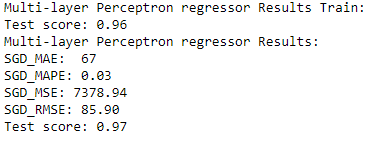 Multi-layer Perceptron regressor Results Train:
Test score: 0.96
Multi-layer Perceptron regressor Results:
SGD_MAE:  67
SGD_MAPE: 0.03
SGD_MSE: 7378.94
SGD_RMSE: 85.90
Test score: 0.97